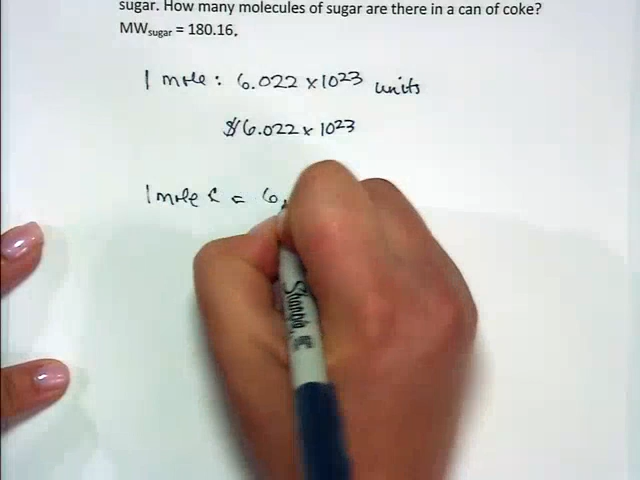 sugar. How many molecules of sugar are there in a can of coke?
MWsugar = 180.16.
1 mole : 6.022 x 1023 units
$6.022 x 1023
1 mole C = 6.
Sharpie